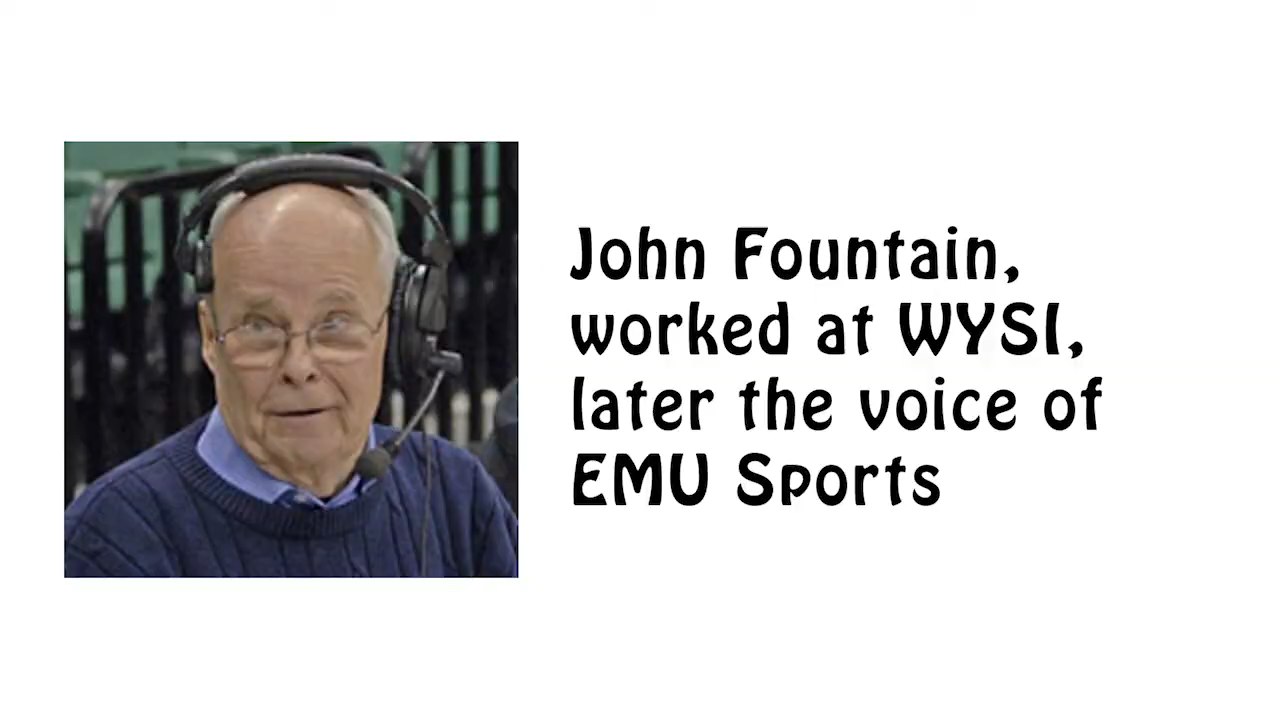 John Fountain,
worked at WYSI,
later the voice of
EMU Sports